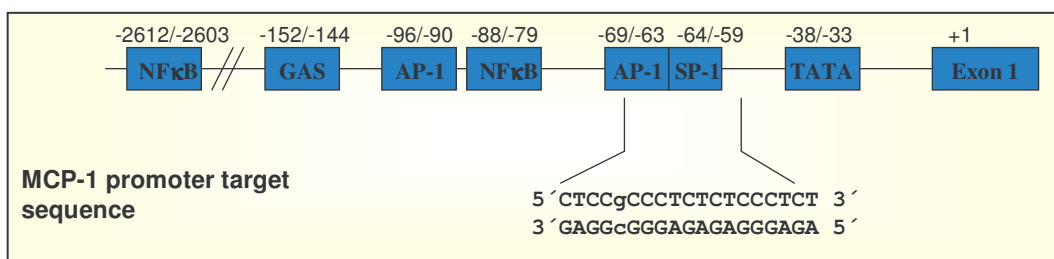 -2612/-2603 -152/-144 -96/-90 -88/-79 -69/-63 -64/-59 -38/-33 +1
NFκB GAS AP-1 NFκB AP-1 SP-1 TATA Exon 1
MCP-1 promoter target
sequence
5´CTCCgCCCTCTCTCCCTCT 3´
3´GAGGcGGGAGAGAGGGAGA 5´